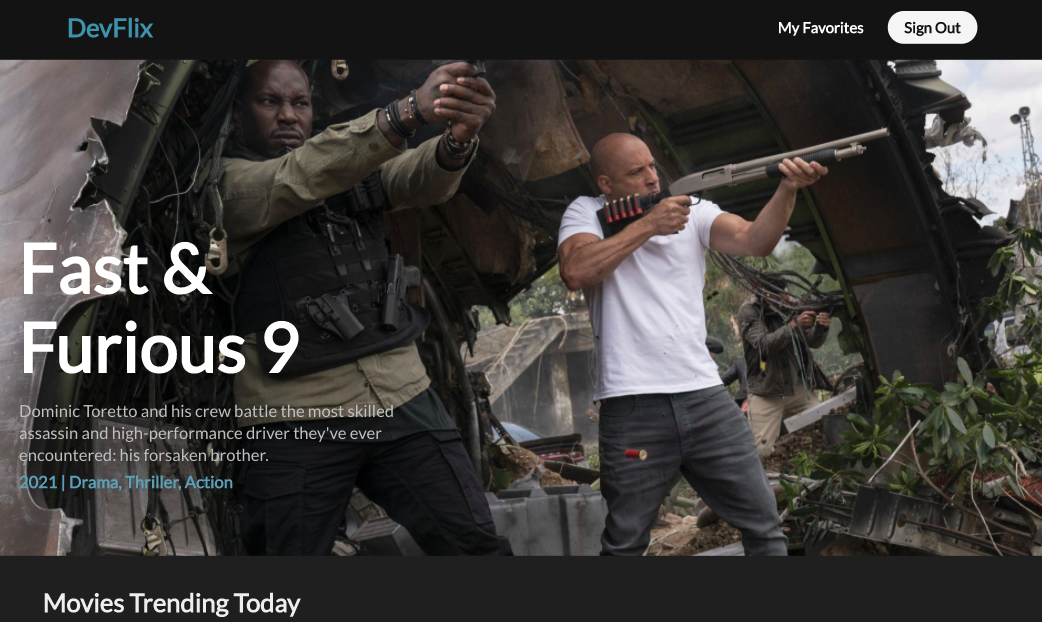 DevFlix
My Favorites
Sign Out
Fast &
Furious 9
Dominic Toretto and his crew battle the most skilled
assassin and high-performance driver they've ever
encountered: his forsaken brother.
2021 | Drama, Thriller, Action
Movies Trending Today